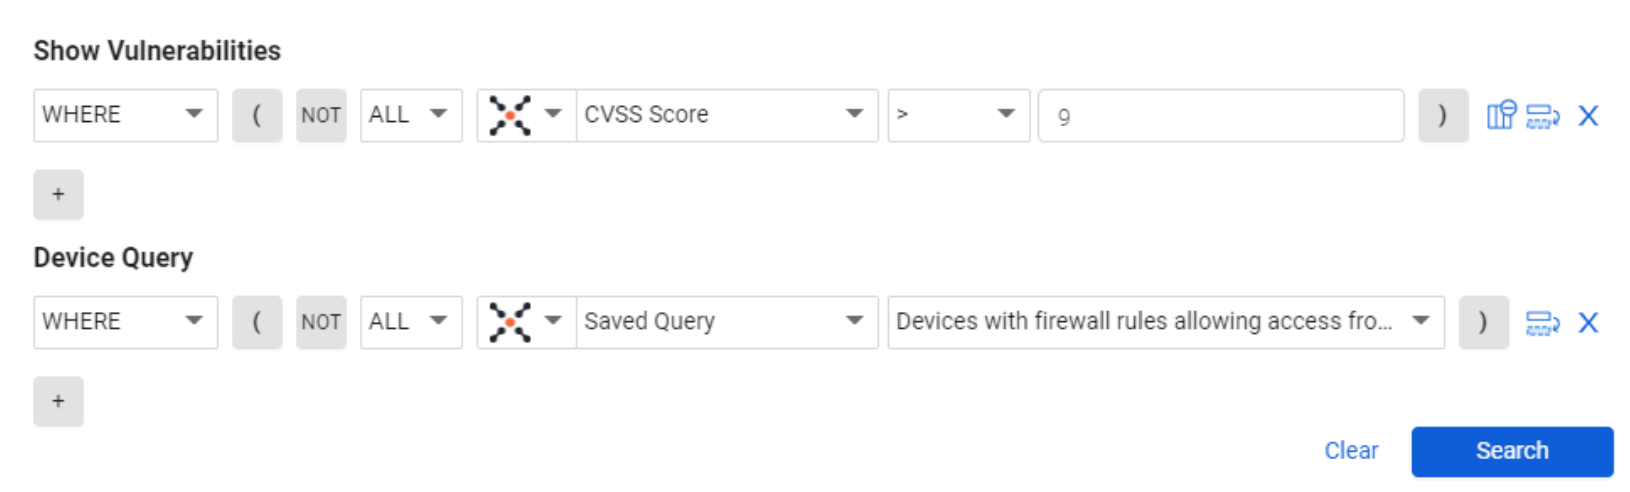 Show Vulnerabilities
WHERE ( NOT ALL CVSS Score > 9 )
+
Device Query
WHERE ( NOT ALL Saved Query Devices with firewall rules allowing access fro... )
+
Clear Search